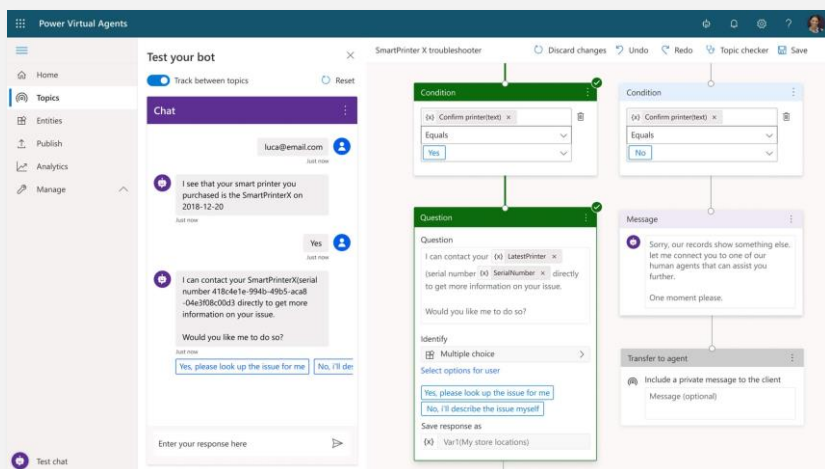 Power Virtual Agents
?
Home
Topics
Entities
Publish
Analytics
Manage
Test chat
Test your bot
Track between topics
Reset
Chat
luca@email.com
Just now
I see that your smart printer you
purchased is the SmartPrinterX on
2018-12-20
Just now
Yes
Just now
I can contact your SmartPrinterX(serial
number 418c4e1e-994b-49b5-aca8
-04e3f08c00d3 directly to get more
information on your issue.
Would you like me to do so?
Just now
Yes, please look up the issue for me
No, i'll des
Enter your response here
SmartPrinter X troubleshooter
Discard changes
Undo
Redo
Topic checker
Save
Condition
{x} Confirm printer(text) ×
Equals
Yes
Question
Question
I can contact your {x} LatestPrinter ×
(serial number {x} SerialNumber × directly
to get more information on your issue.
Would you like me to do so?
Identify
Multiple choice
Select options for user
Yes, please look up the issue for me
No, i'll describe the issue myself
Save response as
{x} Var1(My store locations)
Condition
{x} Confirm printer(text) ×
Equals
No
Message
Sorry, our records show something else.
let me connect you to one of our
human agents that can assist you
further.
One moment please.
Transfer to agent
Include a private message to the client
Message (optional)